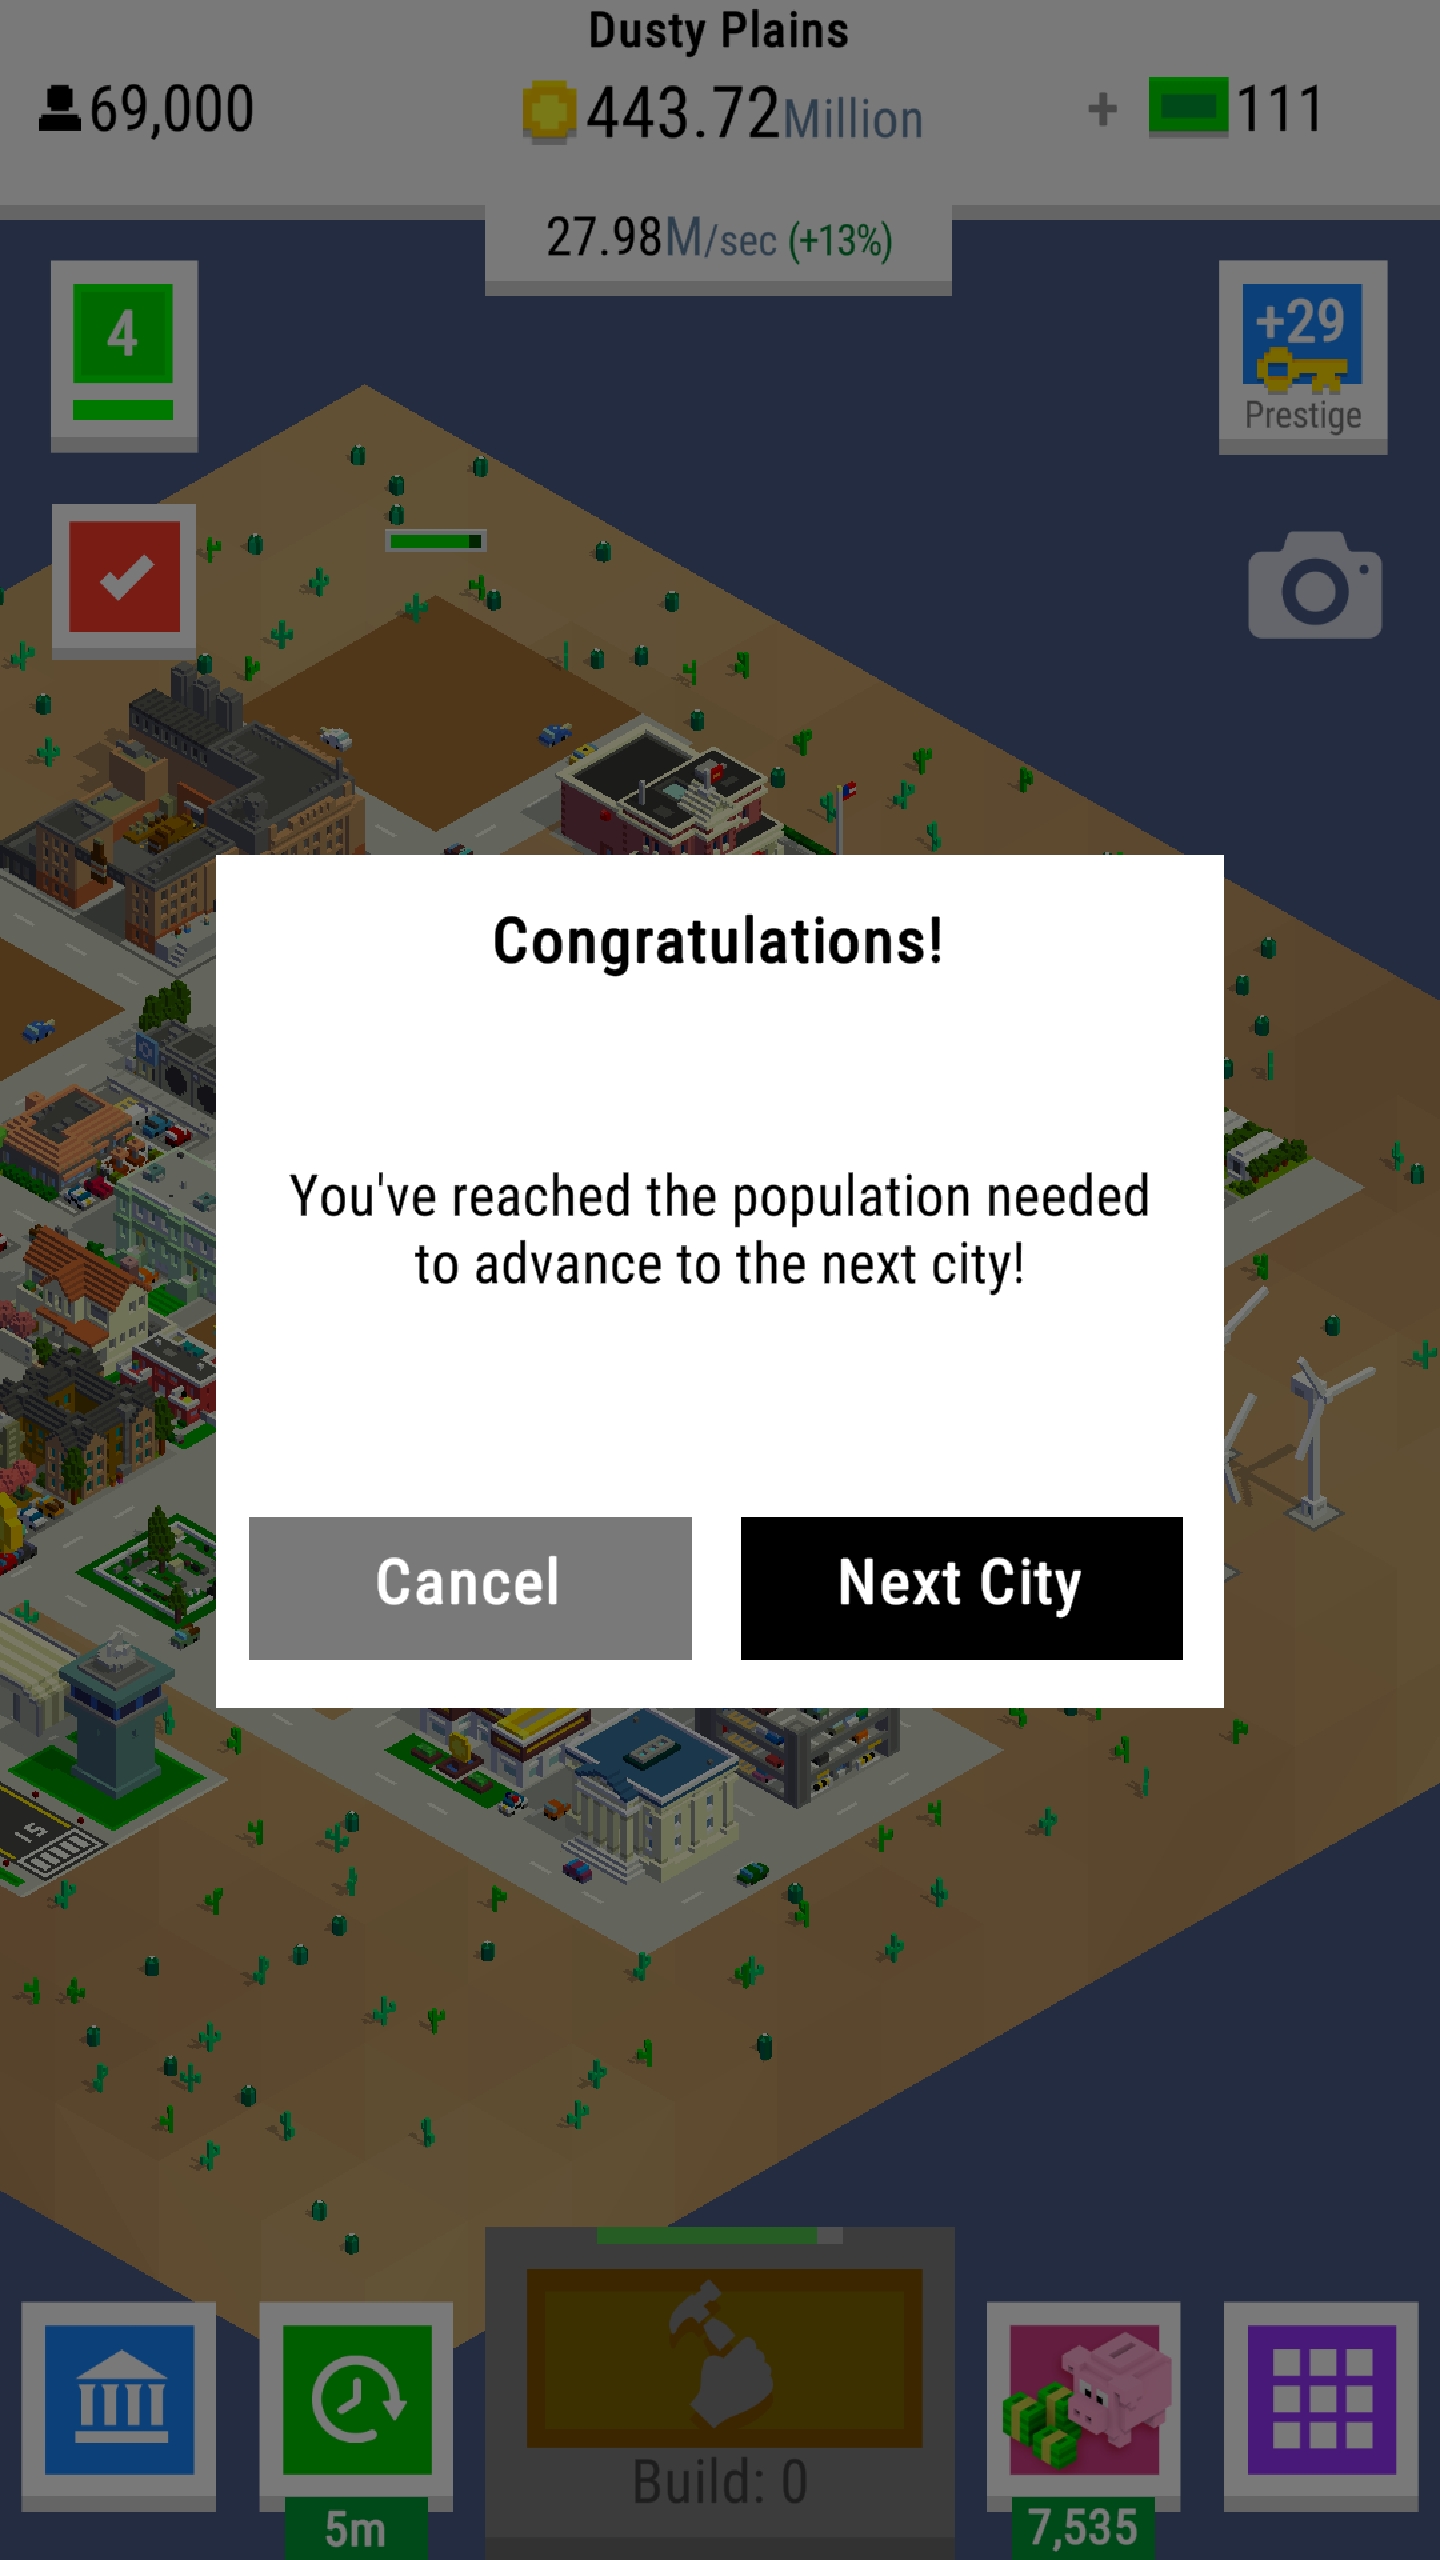 Dusty Plains
69,000
443.72Million
+ 111
27.98M/sec (+13%)
4
+29
Prestige
Congratulations!
You've reached the population needed
to advance to the next city!
Cancel
Next City
15
Build: 0
5m
7,535